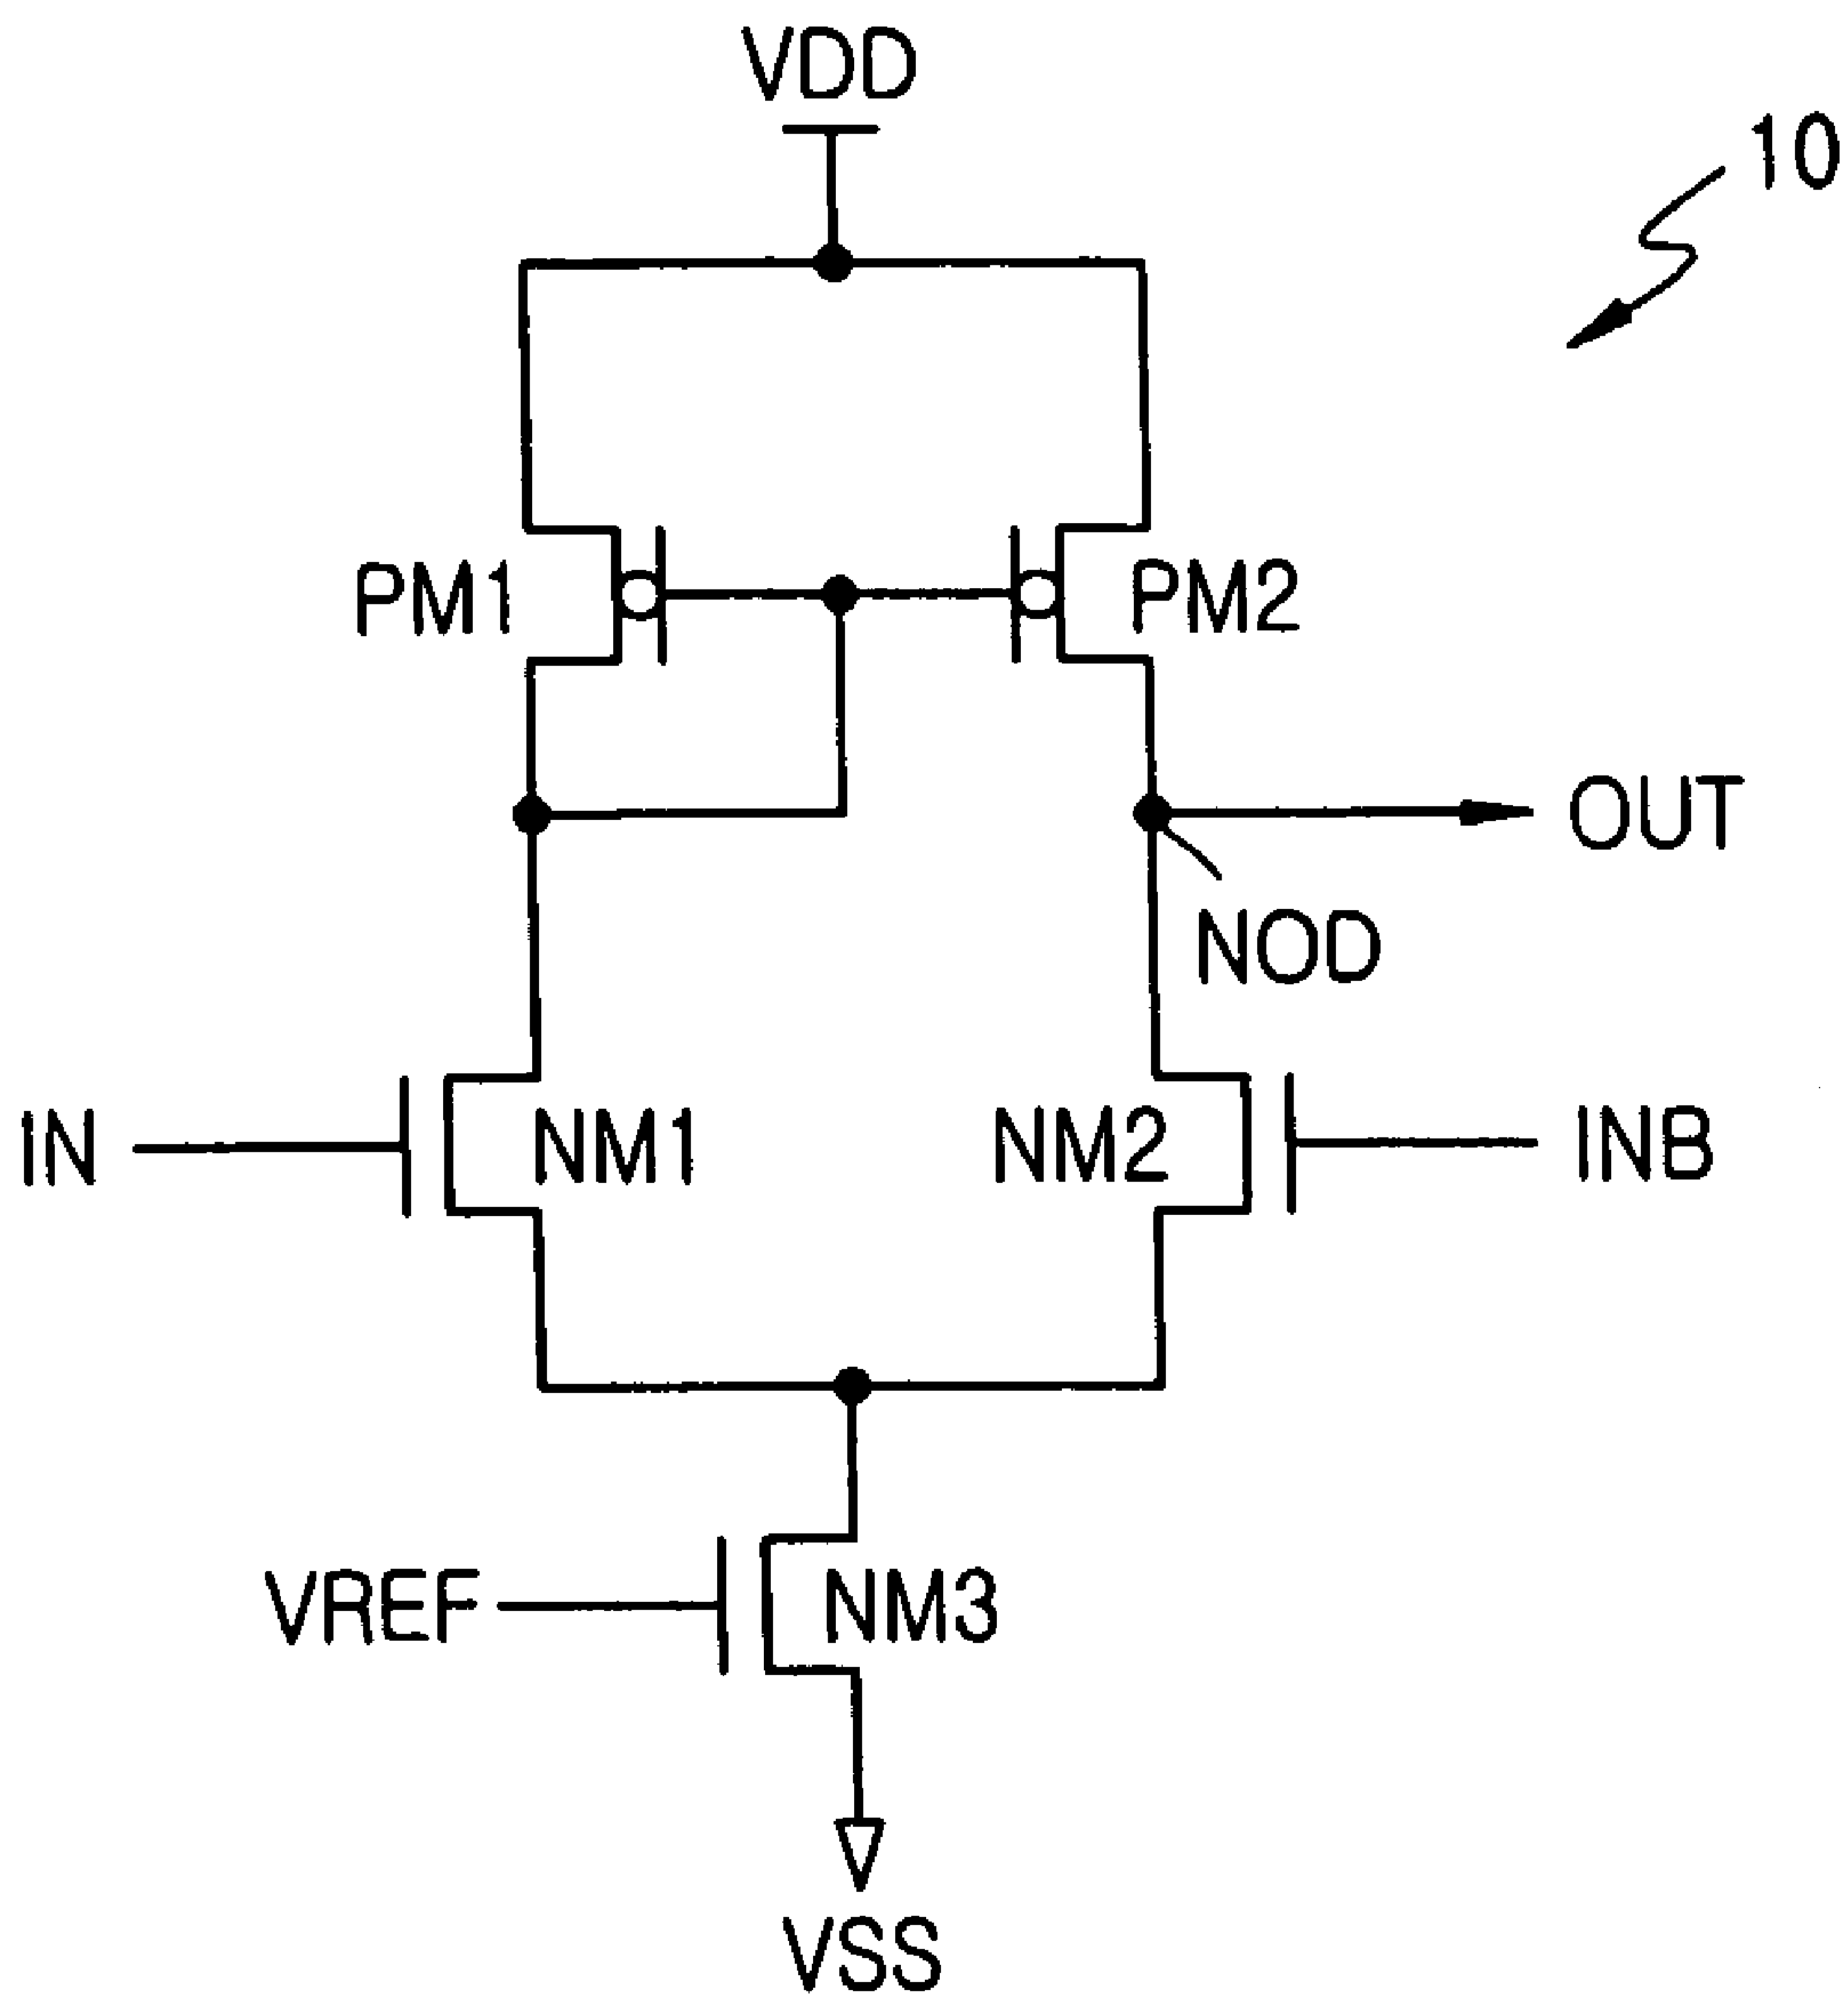 VDD
10
PM1
PM2
OUT
NOD
IN
NM1
NM2
INB
VREF
NM3
VSS